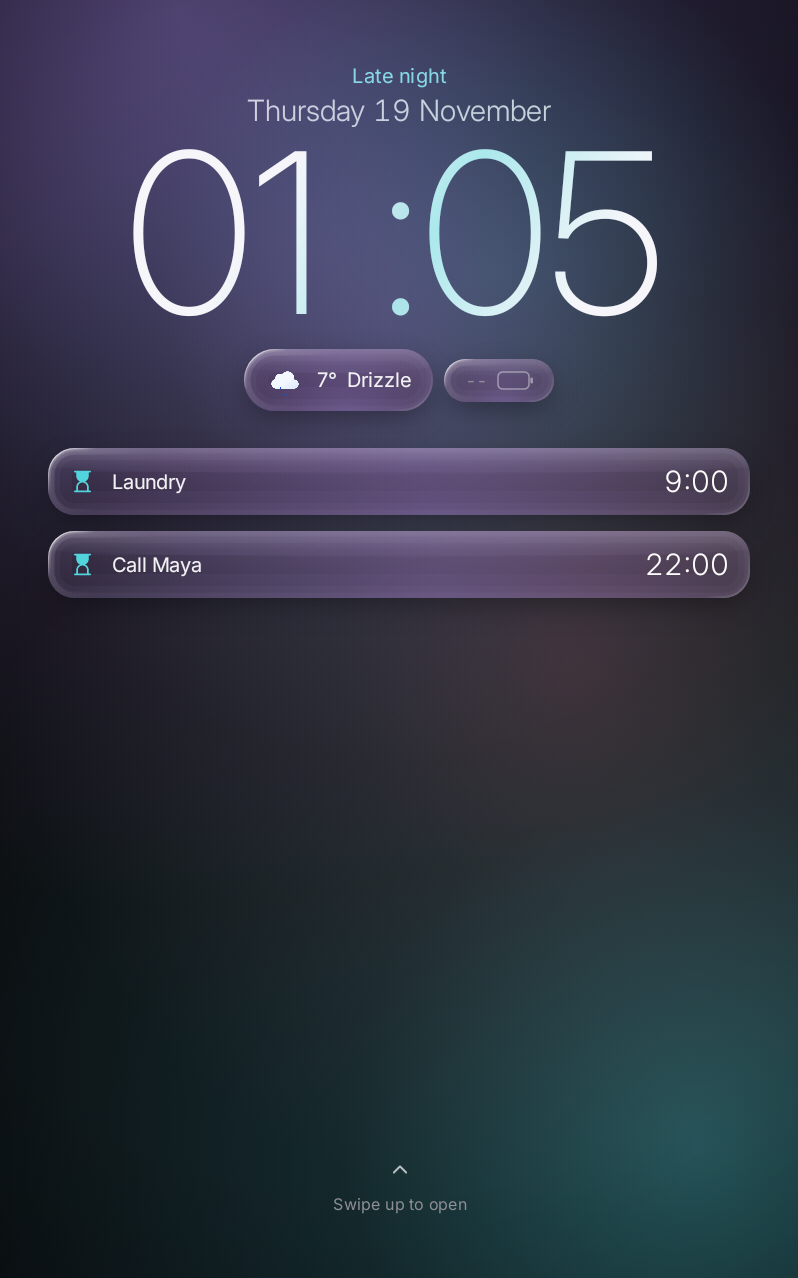 Late night
Thursday 19 November
01:05
7° Drizzle
--
Laundry 9:00
Call Maya 22:00
Swipe up to open